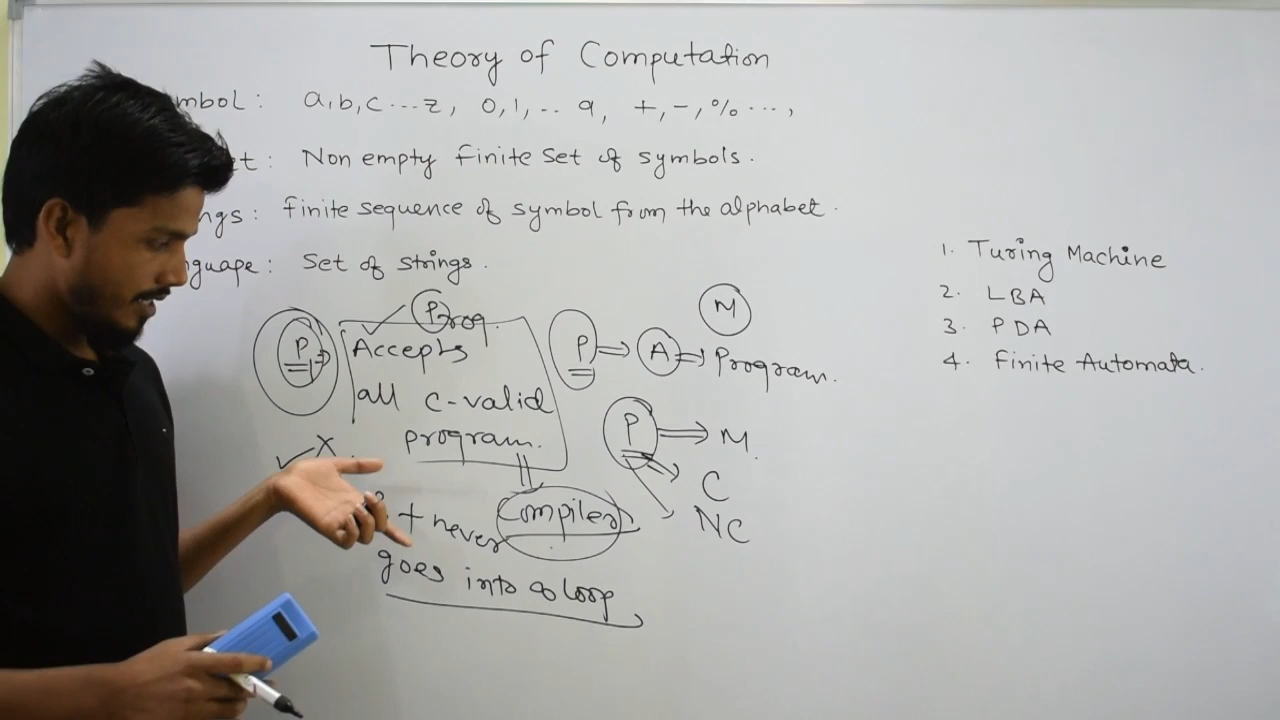 Theory of Computation
mbol : a, b, c ... z, 0, 1, .. 9, +, -, % ... ,
et : Non empty finite set of symbols.
ngs : finite sequence of symbol from the alphabet.
nguage : Set of strings.
1. Turing Machine
2. LBA
3. PDA
4. Finite Automata.
P ⇒ ✓ Prog.
Accepts
all c-valid
program.
✓ X
+ never
goes into ∞ loop
Compiler
M
P ⇒ A ⇒ Program.
P ⇒ M.
C
NC